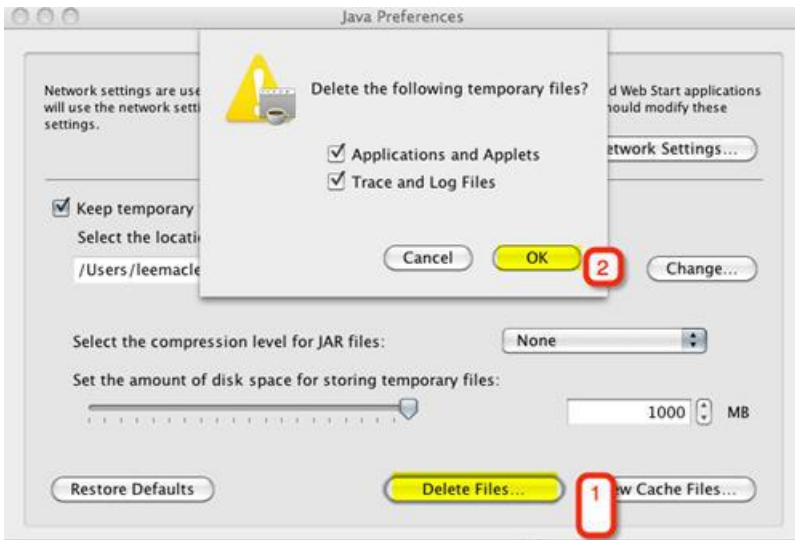 Java Preferences
Network settings are use
will use the network setti
settings.
d Web Start applications
ould modify these
Delete the following temporary files?
Applications and Applets
Trace and Log Files
etwork Settings...
Keep temporary
Select the locati
/Users/leemacle
Cancel
OK
2
Change...
Select the compression level for JAR files:
None
Set the amount of disk space for storing temporary files:
1000 MB
Restore Defaults
Delete Files...
1
ew Cache Files...